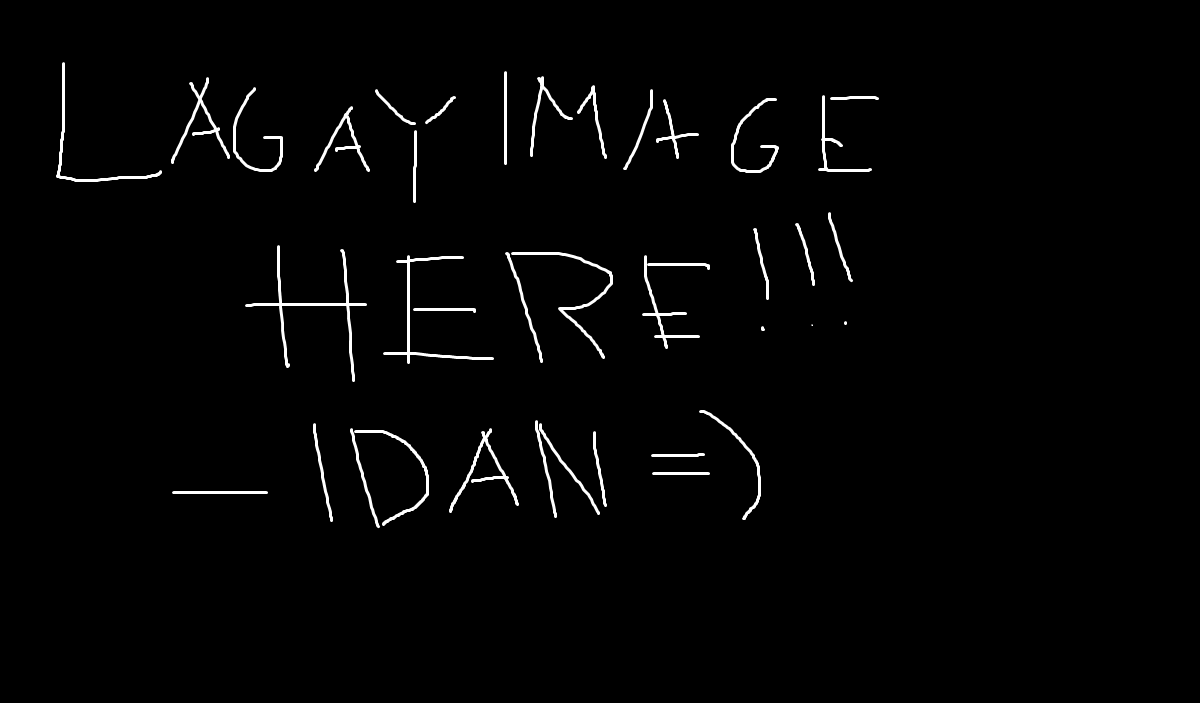 LAGAY IMAGE
HERE!!!
— IDAN =)